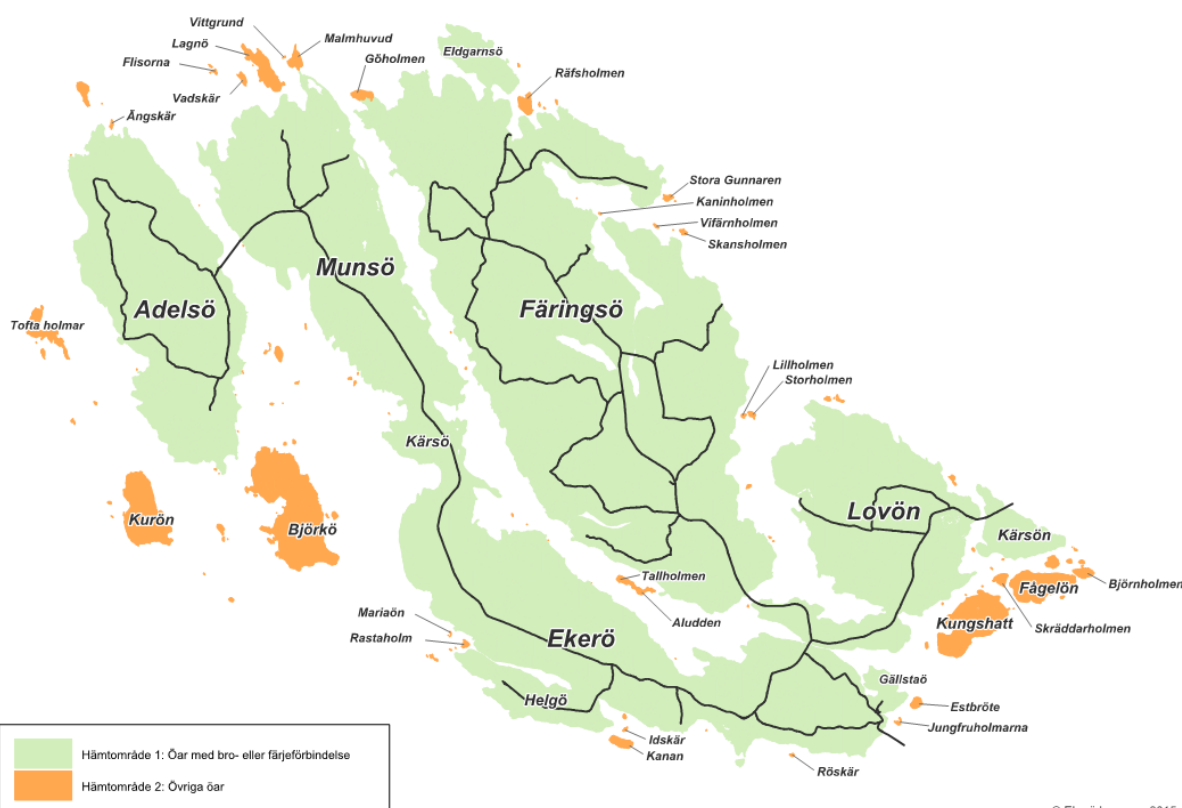 Vittgrund
Lagnö
Malmhuvud
Eldgarnsö
Flisorna
Göholmen
Räfsholmen
Vadskär
Ängskär
Stora Gunnaren
Kaninholmen
Vifärnholmen
Skansholmen
Munsö
Adelsö
Färingsö
Tofta holmar
Lillholmen
Storholmen
Kärsö
Lovön
Kurön
Björkö
Kärsön
Tallholmen
Björnholmen
Fågelön
Mariaön
Aludden
Kungshatt
Skräddarholmen
Rastaholm
Ekerö
Gällstaö
Helgö
Estbröte
Jungfruholmarna
Idskär
Kanan
Röskär
Hämtområde 1: Öar med bro- eller färjeförbindelse
Hämtområde 2: Övriga öar